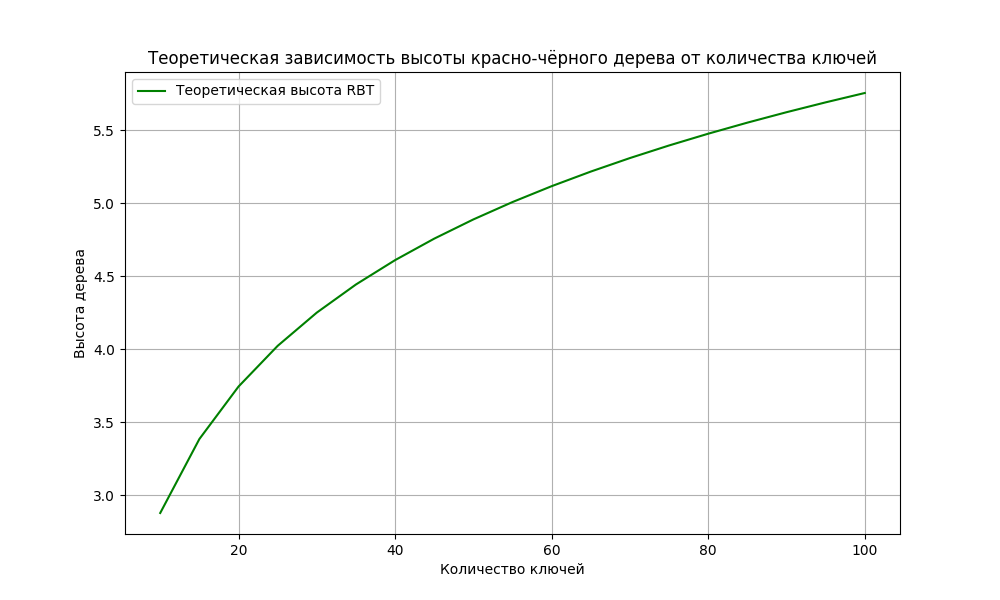 Теоретическая зависимость высоты красно-чёрного дерева от количества ключей
Теоретическая высота RBT
5.5
5.0
4.5
4.0
3.5
3.0
Высота дерева
20 40 60 80 100
Количество ключей